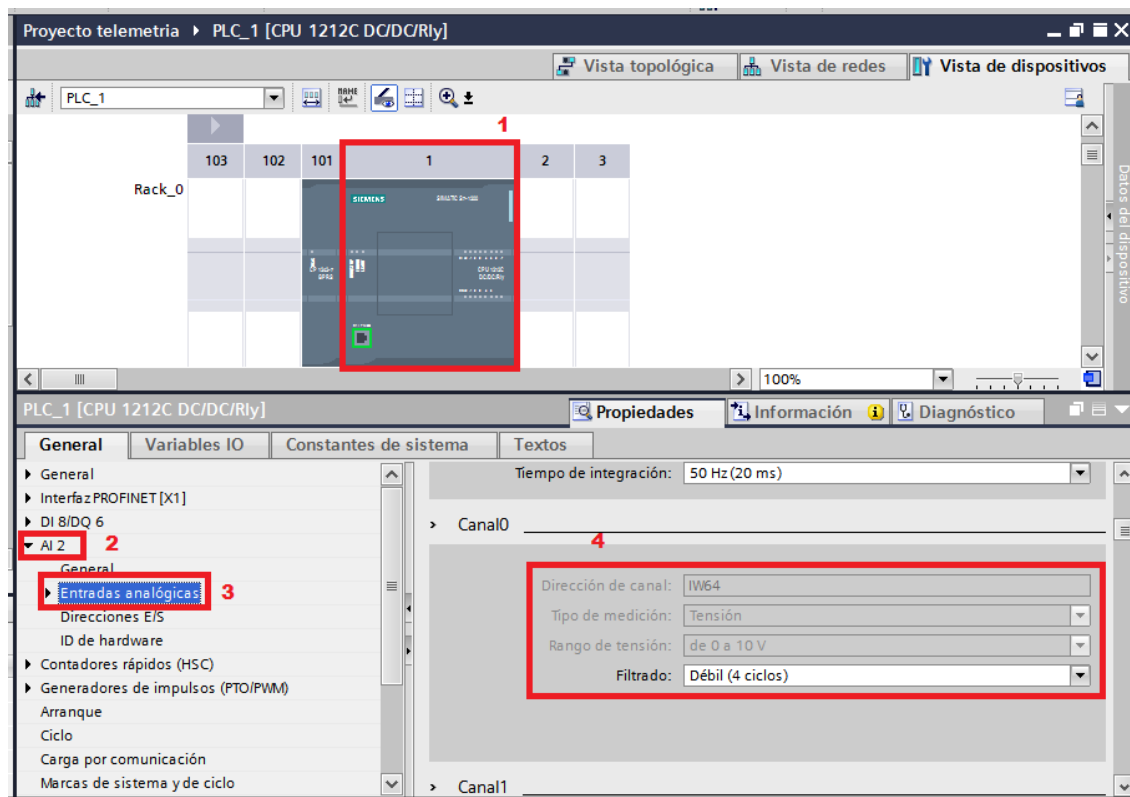 Proyecto telemetria ▸ PLC_1 [CPU 1212C DC/DC/Rly]
Vista topológica Vista de redes Vista de dispositivos
PLC_1
1
103 102 101 1 2 3
Rack_0
SIEMENS
CPU 1212C
DC/DC/Rly
100%
Datos del dispositivo
PLC_1 [CPU 1212C DC/DC/Rly]
Propiedades Información Diagnóstico
General Variables IO Constantes de sistema Textos
General
Interfaz PROFINET [X1]
DI 8/DQ 6
AI 2 2
General
Entradas analógicas 3
Direcciones E/S
ID de hardware
Contadores rápidos (HSC)
Generadores de impulsos (PTO/PWM)
Arranque
Ciclo
Carga por comunicación
Marcas de sistema y de ciclo
Tiempo de integración: 50 Hz (20 ms)
Canal0
4
Dirección de canal: IW64
Tipo de medición: Tensión
Rango de tensión: de 0 a 10 V
Filtrado: Débil (4 ciclos)
Canal1